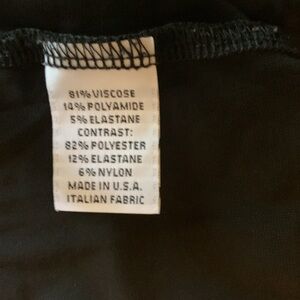 81% VISCOSE
14% POLYAMIDE
5% ELASTANE
CONTRAST:
82% POLYESTER
12% ELASTANE
6% NYLON
MADE IN U.S.A.
ITALIAN FABRIC